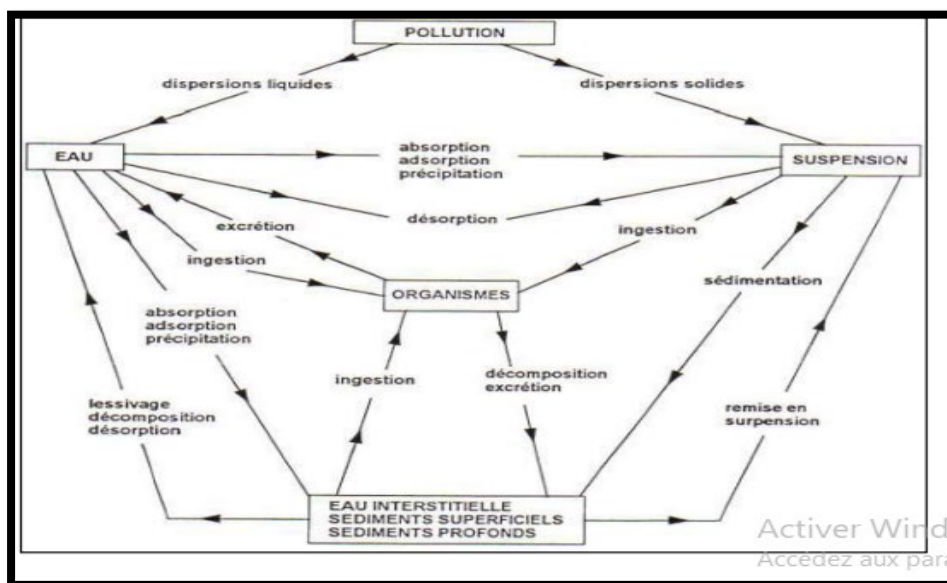 POLLUTION
dispersions liquides
dispersions solides
EAU
absorption
adsorption
précipitation
SUSPENSION
désorption
excrétion
ingestion
ingestion
ORGANISMES
sédimentation
absorption
adsorption
précipitation
ingestion
décomposition
excrétion
lessivage
décomposition
désorption
remise en
surpension
EAU INTERSTITIELLE
SEDIMENTS SUPERFICIELS
SEDIMENTS PROFONDS
Activer Wind
Accédez aux para